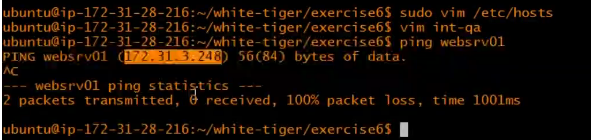 ubuntu@ip-172-31-28-216:~/white-tiger/exercise6$ sudo vim /etc/hosts
ubuntu@ip-172-31-28-216:~/white-tiger/exercise6$ vim int-qa
ubuntu@ip-172-31-28-216:~/white-tiger/exercise6$ ping websrv01
PING websrv01 (172.31.3.248) 56(84) bytes of data.
^C
--- websrv01 ping statistics ---
2 packets transmitted, 0 received, 100% packet loss, time 1001ms
ubuntu@ip-172-31-28-216:~/white-tiger/exercise6$